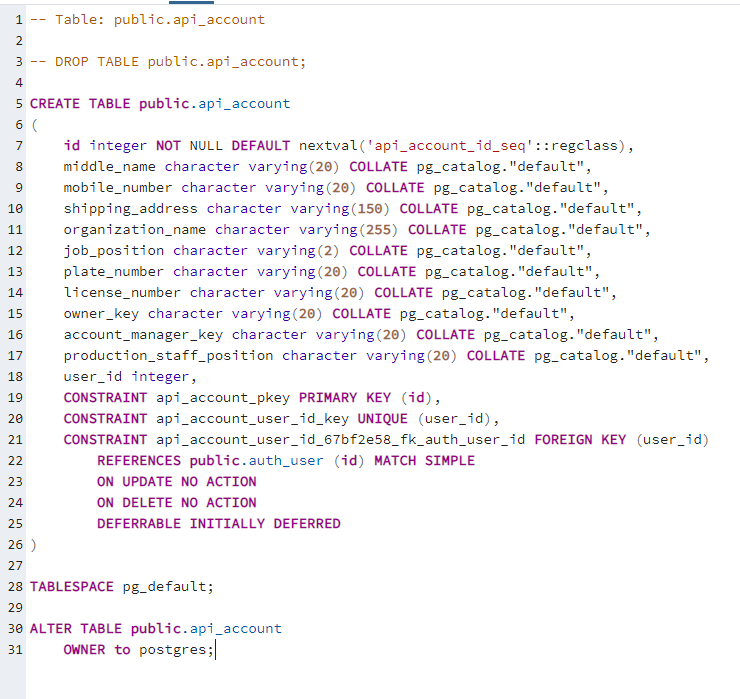 1 -- Table: public.api_account
2
3 -- DROP TABLE public.api_account;
4
5 CREATE TABLE public.api_account
6 (
7     id integer NOT NULL DEFAULT nextval('api_account_id_seq'::regclass),
8     middle_name character varying(20) COLLATE pg_catalog."default",
9     mobile_number character varying(20) COLLATE pg_catalog."default",
10     shipping_address character varying(150) COLLATE pg_catalog."default",
11     organization_name character varying(255) COLLATE pg_catalog."default",
12     job_position character varying(2) COLLATE pg_catalog."default",
13     plate_number character varying(20) COLLATE pg_catalog."default",
14     license_number character varying(20) COLLATE pg_catalog."default",
15     owner_key character varying(20) COLLATE pg_catalog."default",
16     account_manager_key character varying(20) COLLATE pg_catalog."default",
17     production_staff_position character varying(20) COLLATE pg_catalog."default",
18     user_id integer,
19     CONSTRAINT api_account_pkey PRIMARY KEY (id),
20     CONSTRAINT api_account_user_id_key UNIQUE (user_id),
21     CONSTRAINT api_account_user_id_67bf2e58_fk_auth_user_id FOREIGN KEY (user_id)
22         REFERENCES public.auth_user (id) MATCH SIMPLE
23         ON UPDATE NO ACTION
24         ON DELETE NO ACTION
25         DEFERRABLE INITIALLY DEFERRED
26 )
27
28 TABLESPACE pg_default;
29
30 ALTER TABLE public.api_account
31     OWNER to postgres;